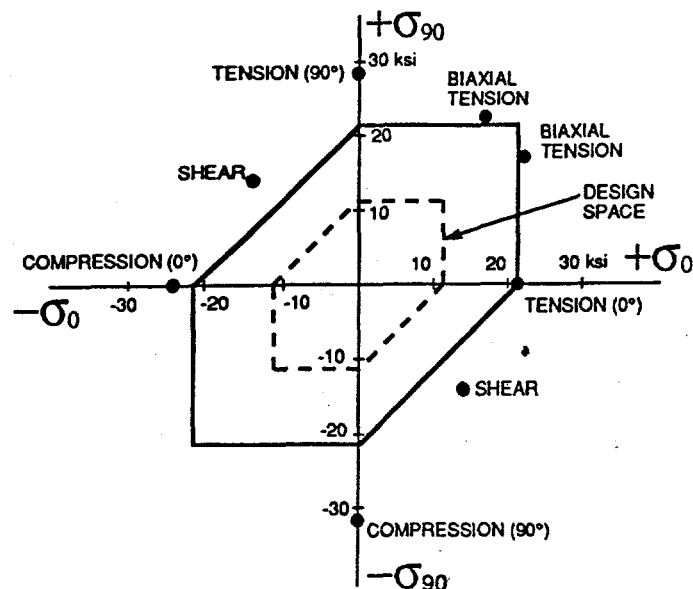 +σ90
30 ksi
TENSION (90°)
BIAXIAL
TENSION
20
BIAXIAL
TENSION
SHEAR
DESIGN
SPACE
10
COMPRESSION (0°)
10
20
30 ksi
+σ0
-30
-20
-10
−σ0
TENSION (0°)
-10
SHEAR
-20
-30
COMPRESSION (90°)
−σ90